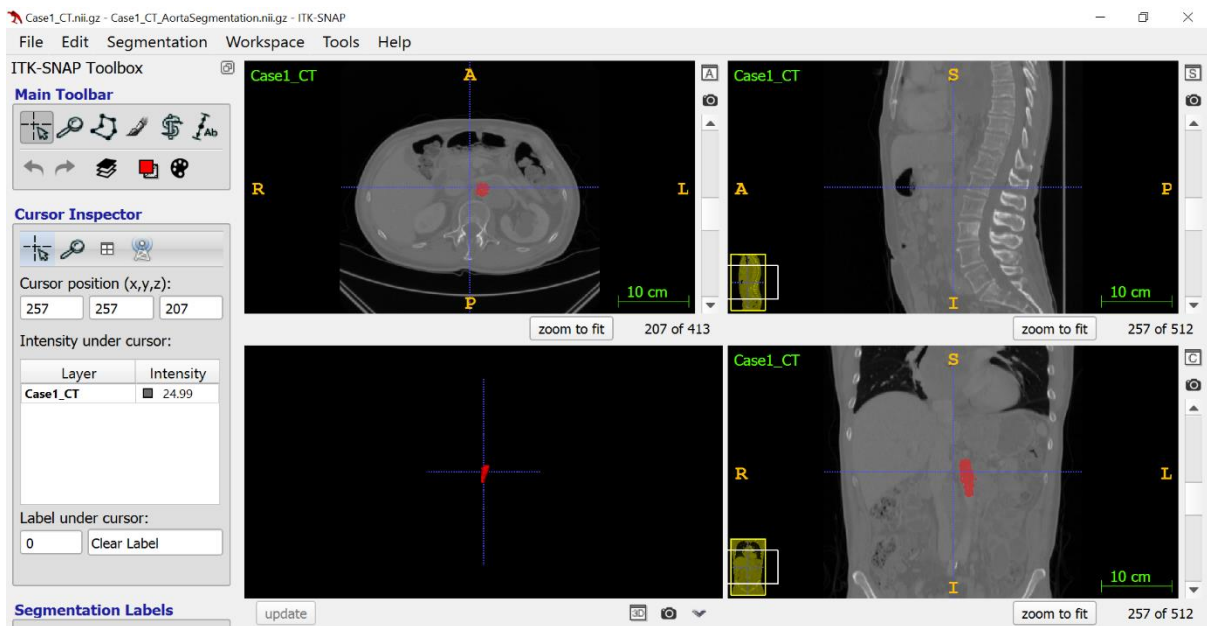 Case1_CT.nii.gz - Case1_CT_AortaSegmentation.nii.gz - ITK-SNAP
File Edit Segmentation Workspace Tools Help
ITK-SNAP Toolbox
Main Toolbar
Ab
Cursor Inspector
Cursor position (x,y,z):
257 257 207
Intensity under cursor:
Layer Intensity
Case1_CT 24.99
Label under cursor:
0 Clear Label
Segmentation Labels
Case1_CT
A
R
L
P
10 cm
A
zoom to fit 207 of 413
Case1_CT
S
A
P
I
10 cm
S
zoom to fit 257 of 512
update
3D
Case1_CT
S
R
L
I
10 cm
C
zoom to fit 257 of 512